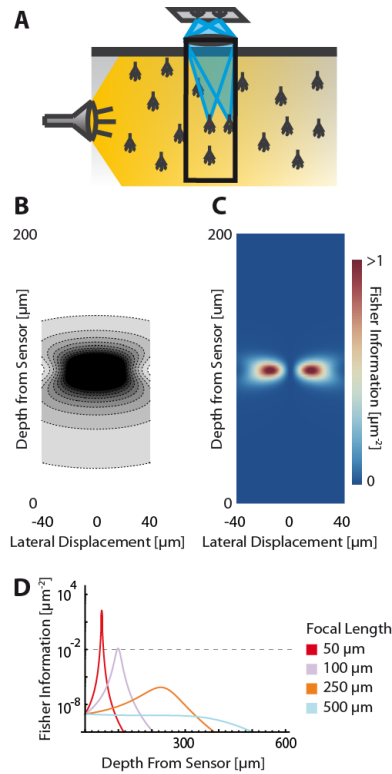 A
B
C
200
200
>1
Depth from Sensor [µm]
Depth from Sensor [µm]
Fisher Information [µm⁻²]
0
0
0
-40 0 40
-40 0 40
Lateral Displacement [µm]
Lateral Displacement [µm]
D
Fisher Information [µm⁻²]
10⁴
10⁻²
10⁻⁸
300 600
Depth From Sensor [µm]
Focal Length
50 µm
100 µm
250 µm
500 µm